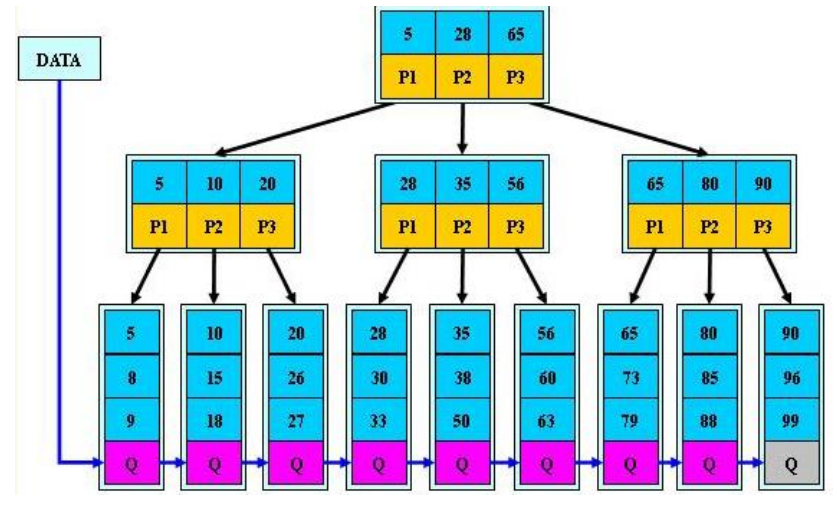 5 28 65
DATA
P1 P2 P3
5 10 20
28 35 56
65 80 90
P1 P2 P3
P1 P2 P3
P1 P2 P3
5 10 20 28 35 56 65 80 90
8 15 26 30 38 60 73 85 96
9 18 27 33 50 63 79 88 99
Q Q Q Q Q Q Q Q Q